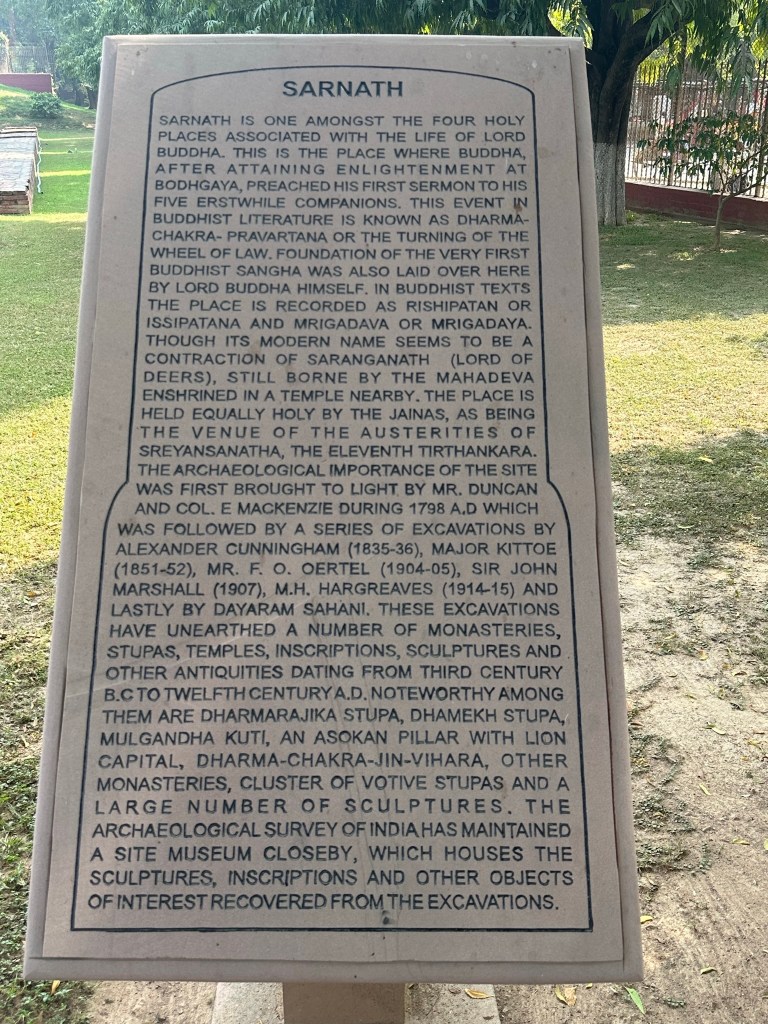 SARNATH
SARNATH IS ONE AMONGST THE FOUR HOLY
PLACES ASSOCIATED WITH THE LIFE OF LORD
BUDDHA. THIS IS THE PLACE WHERE BUDDHA,
AFTER ATTAINING ENLIGHTENMENT AT
BODHGAYA, PREACHED HIS FIRST SERMON TO HIS
FIVE ERSTWHILE COMPANIONS. THIS EVENT IN
BUDDHIST LITERATURE IS KNOWN AS DHARMA-
CHAKRA- PRAVARTANA OR THE TURNING OF THE
WHEEL OF LAW. FOUNDATION OF THE VERY FIRST
BUDDHIST SANGHA WAS ALSO LAID OVER HERE
BY LORD BUDDHA HIMSELF. IN BUDDHIST TEXTS
THE PLACE IS RECORDED AS RISHIPATAN OR
ISSIPATANA AND MRIGADAVA OR MRIGADAYA.
THOUGH ITS MODERN NAME SEEMS TO BE A
CONTRACTION OF SARANGANATH (LORD OF
DEERS), STILL BORNE BY THE MAHADEVA
ENSHRINED IN A TEMPLE NEARBY. THE PLACE IS
HELD EQUALLY HOLY BY THE JAINAS, AS BEING
THE VENUE OF THE AUSTERITIES OF
SREYANSANATHA, THE ELEVENTH TIRTHANKARA.
THE ARCHAEOLOGICAL IMPORTANCE OF THE SITE
WAS FIRST BROUGHT TO LIGHT BY MR. DUNCAN
AND COL. E MACKENZIE DURING 1798 A.D WHICH
WAS FOLLOWED BY A SERIES OF EXCAVATIONS BY
ALEXANDER CUNNINGHAM (1835-36), MAJOR KITTOE
(1851-52), MR. F. O. OERTEL (1904-05), SIR JOHN
MARSHALL (1907), M.H. HARGREAVES (1914-15) AND
LASTLY BY DAYARAM SAHANI. THESE EXCAVATIONS
HAVE UNEARTHED A NUMBER OF MONASTERIES,
STUPAS, TEMPLES, INSCRIPTIONS, SCULPTURES AND
OTHER ANTIQUITIES DATING FROM THIRD CENTURY
B.C TO TWELFTH CENTURY A.D. NOTEWORTHY AMONG
THEM ARE DHARMARAJIKA STUPA, DHAMEKH STUPA,
MULGANDHA KUTI, AN ASOKAN PILLAR WITH LION
CAPITAL, DHARMA-CHAKRA-JIN-VIHARA, OTHER
MONASTERIES, CLUSTER OF VOTIVE STUPAS AND A
LARGE NUMBER OF SCULPTURES. THE
ARCHAEOLOGICAL SURVEY OF INDIA HAS MAINTAINED
A SITE MUSEUM CLOSEBY, WHICH HOUSES THE
SCULPTURES, INSCRIPTIONS AND OTHER OBJECTS
OF INTEREST RECOVERED FROM THE EXCAVATIONS.